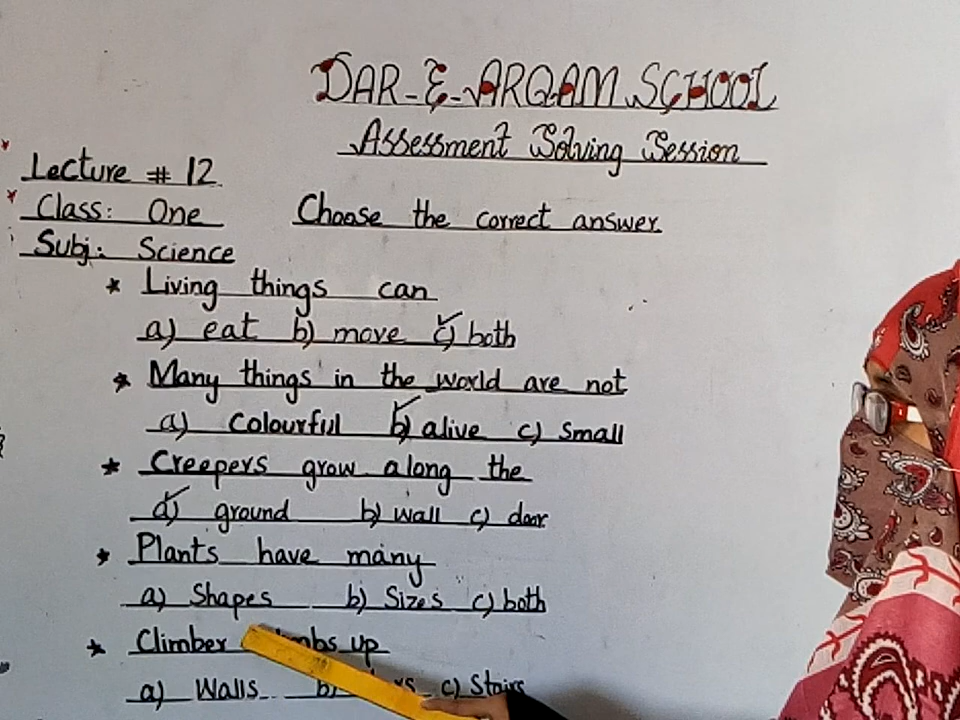 DAR-E-ARQAM SCHOOL
Assessment Solving Session
Lecture # 12
Class: One
Choose the correct answer
Subj: Science
* Living things can
a) eat b) move c) both
* Many things in the world are not
a) Colourful b) alive c) Small
* Creepers grow along the
a) ground b) wall c) door
* Plants have many
a) Shapes b) Sizes c) both
* Climber up
a) Walls b) c) Stairs